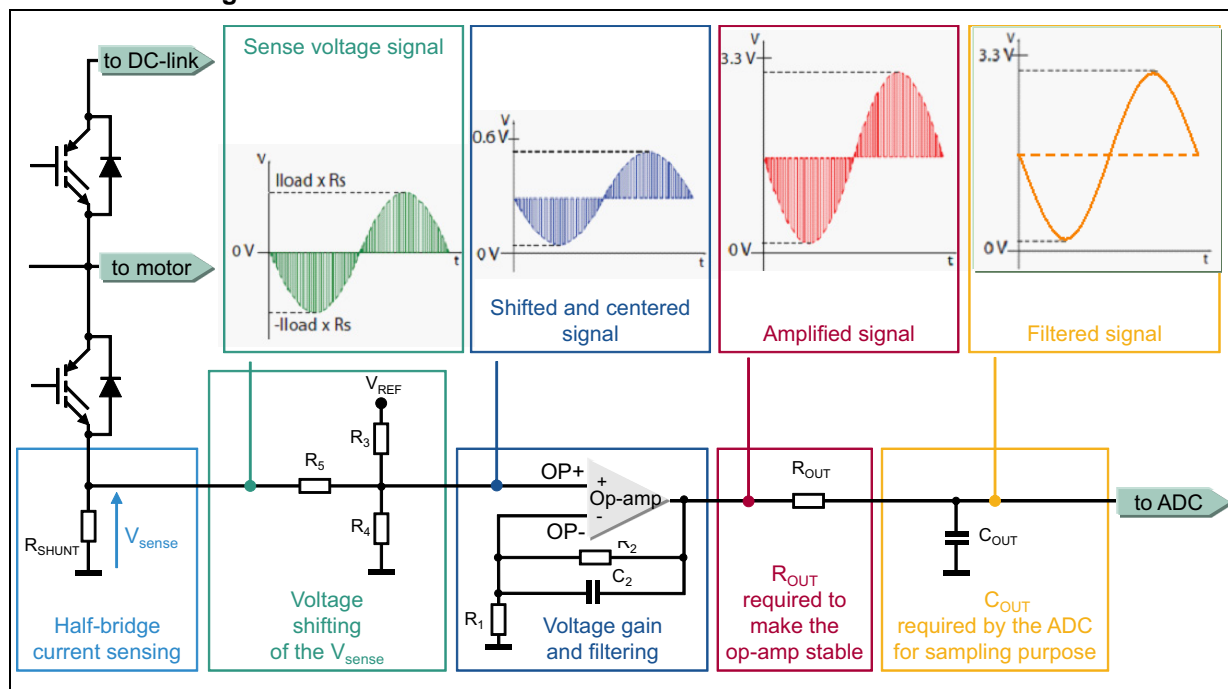 to DC-link
to motor
Sense voltage signal
V
Iload x Rs
0 V
t
-Iload x Rs
V
0.6 V
0 V
t
Shifted and centered
signal
V
3.3 V
0 V
t
Amplified signal
V
3.3 V
0 V
t
Filtered signal
RSHUNT
Vsense
Half-bridge
current sensing
VREF
R3
R5
R4
Voltage
shifting
of the Vsense
OP+
+
Op-amp
-
OP-
R2
C2
R1
Voltage gain
and filtering
ROUT
ROUT
required to
make the
op-amp stable
COUT
COUT
required by the ADC
for sampling purpose
to ADC